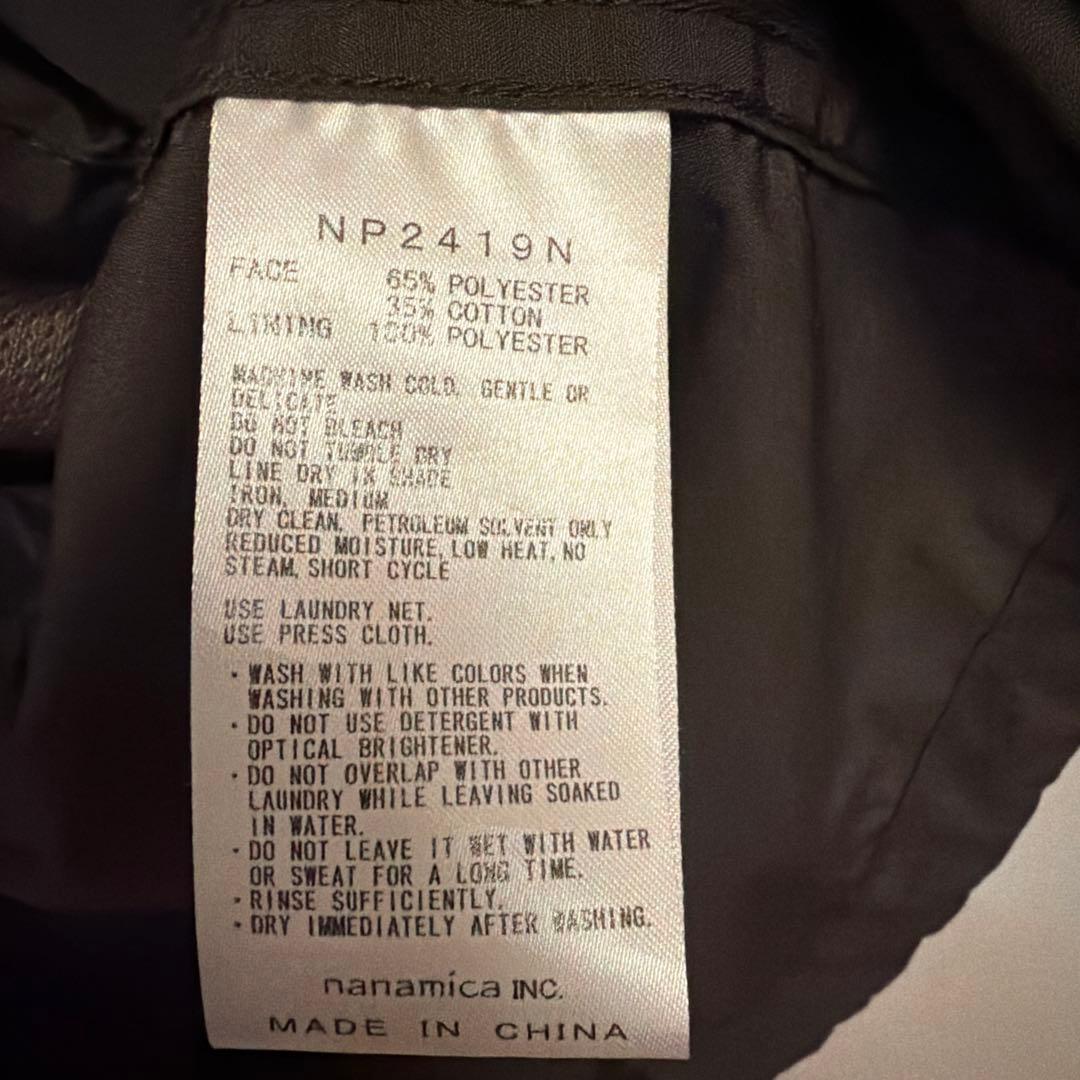 NP2419N
FACE 65% POLYESTER
35% COTTON
LINING 100% POLYESTER
MACHINE WASH COLD. GENTLE OR
DELICATE
DO NOT BLEACH
DO NOT TUMBLE DRY
LINE DRY IN SHADE
IRON, MEDIUM
DRY CLEAN, PETROLEUM SOLVENT ONLY
REDUCED MOISTURE, LOW HEAT, NO
STEAM, SHORT CYCLE
USE LAUNDRY NET.
USE PRESS CLOTH.
・WASH WITH LIKE COLORS WHEN
WASHING WITH OTHER PRODUCTS.
・DO NOT USE DETERGENT WITH
OPTICAL BRIGHTENER.
・DO NOT OVERLAP WITH OTHER
LAUNDRY WHILE LEAVING SOAKED
IN WATER.
・DO NOT LEAVE IT WET WITH WATER
OR SWEAT FOR A LONG TIME.
・RINSE SUFFICIENTLY.
・DRY IMMEDIATELY AFTER WASHING.
nanamíca INC.
MADE IN CHINA